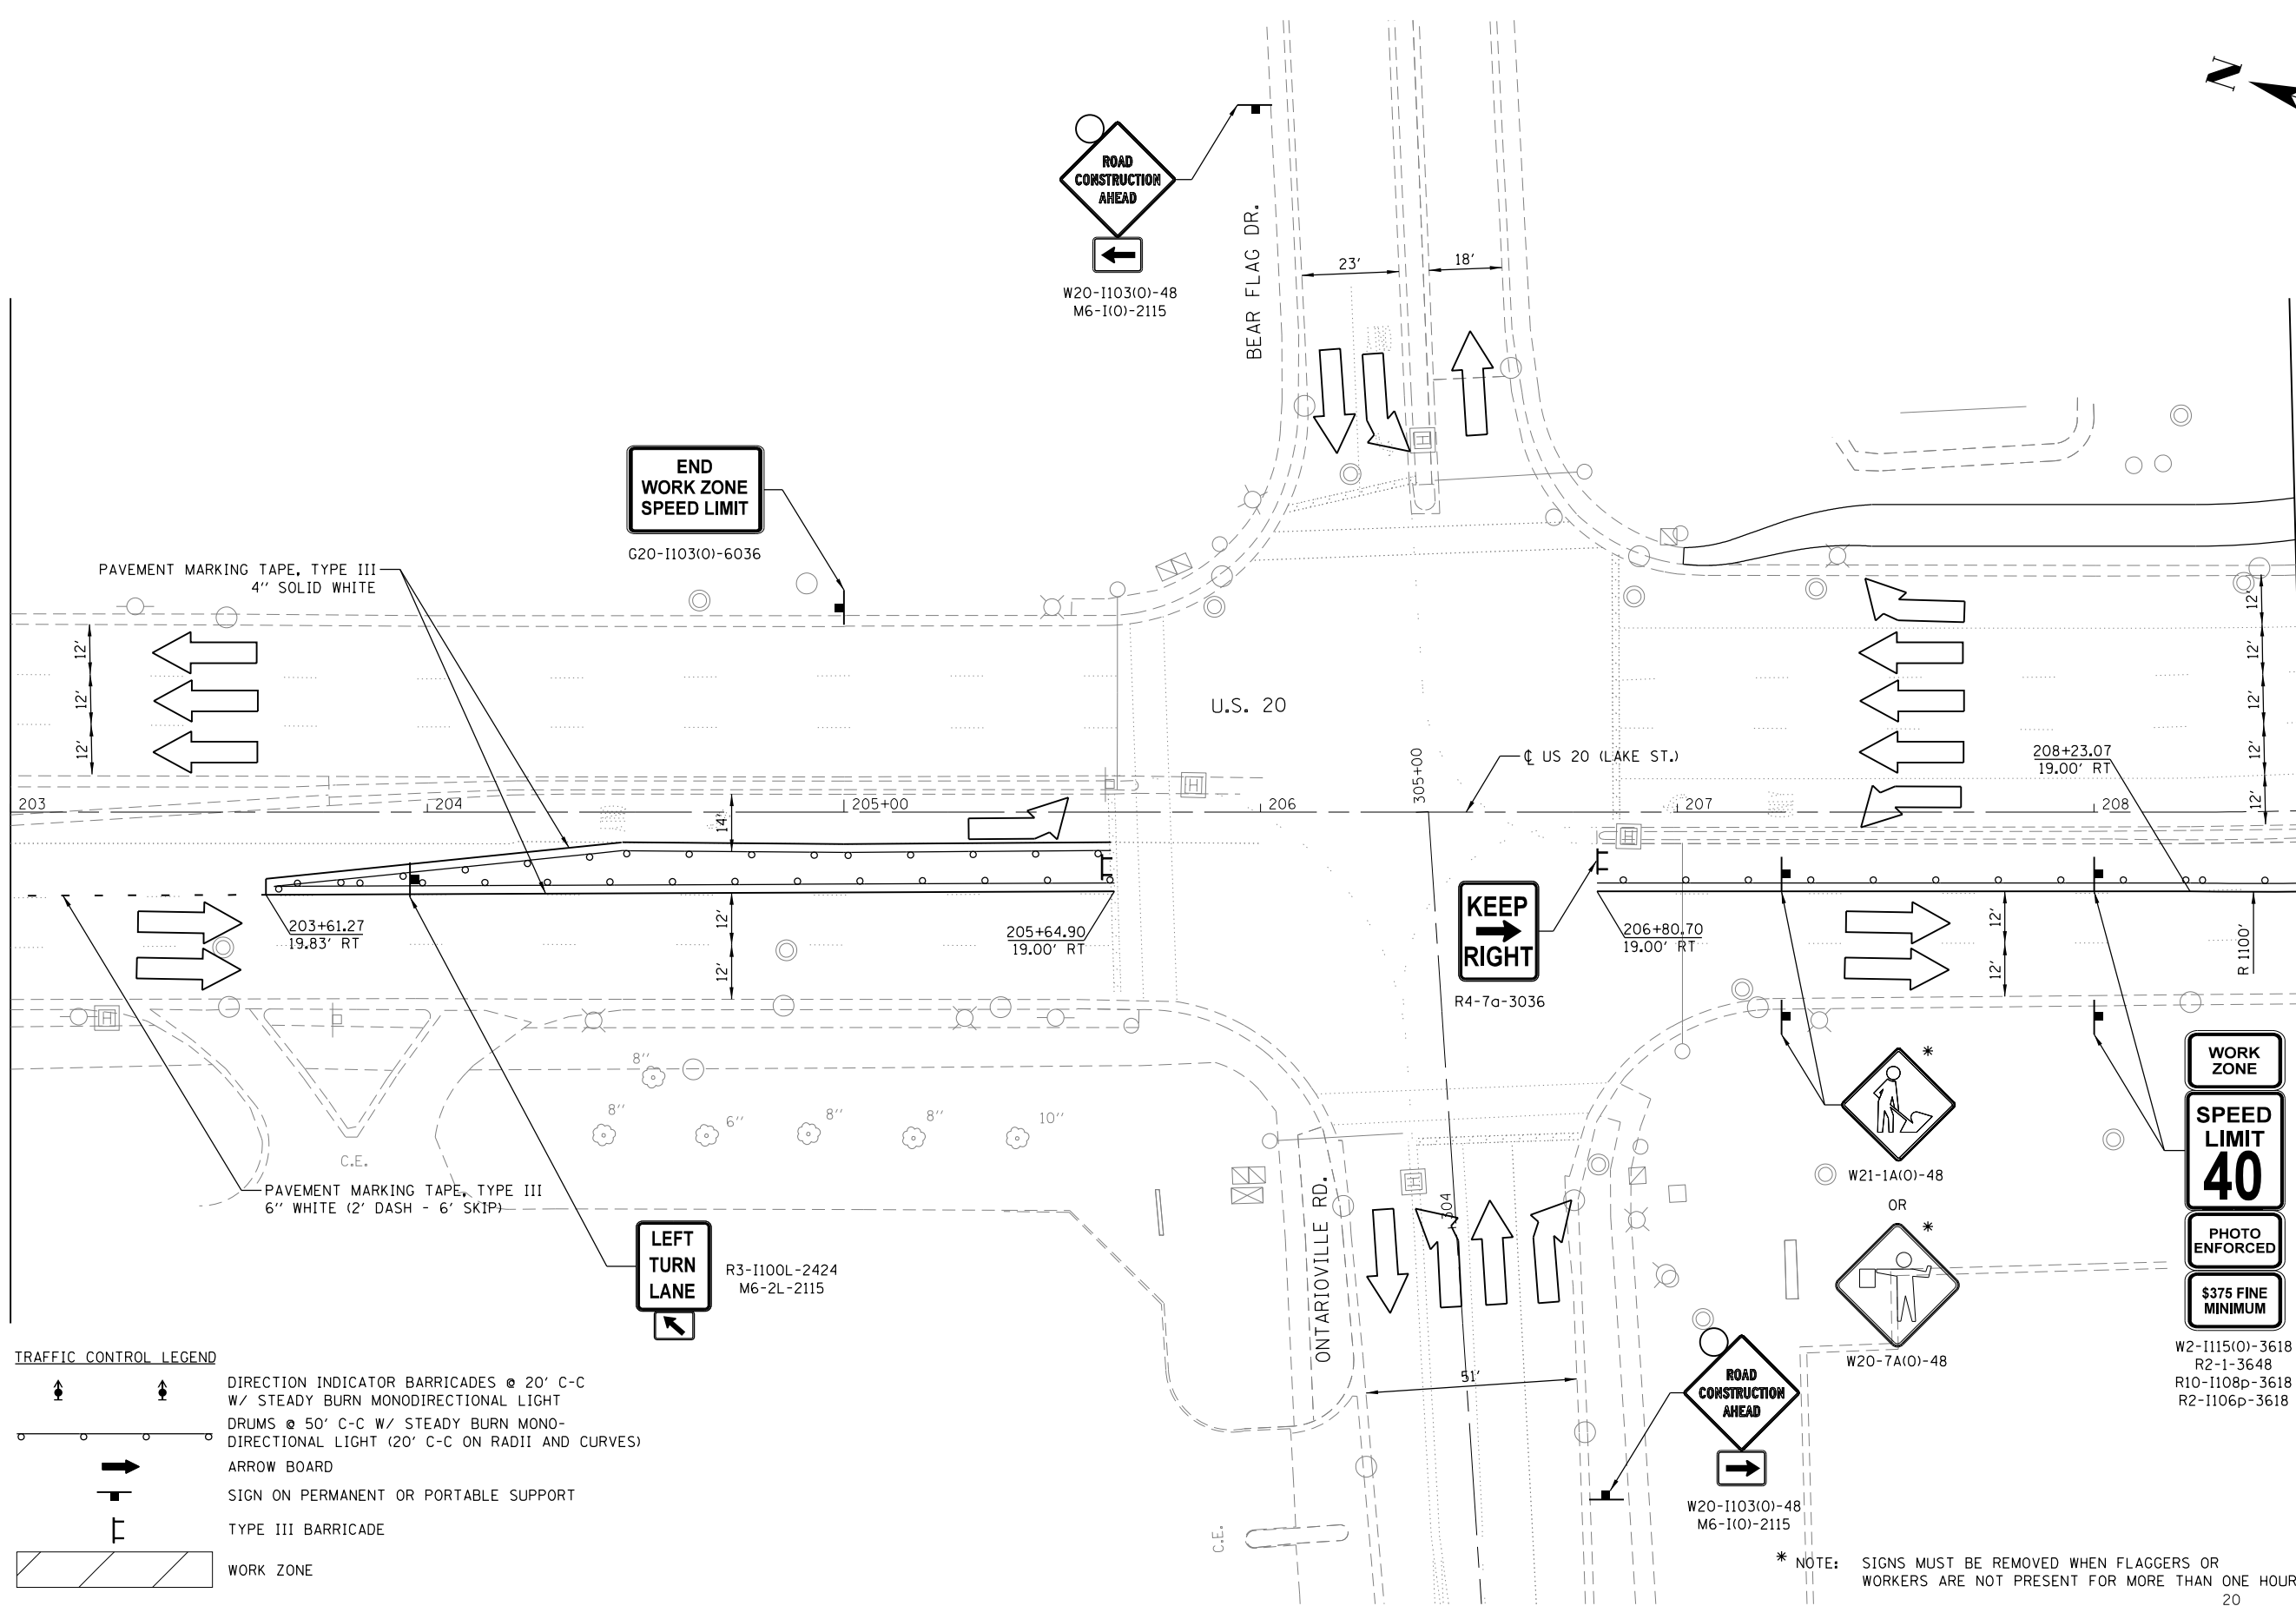 N
ROAD
CONSTRUCTION
AHEAD
W20-I103(O)-48
M6-I(O)-2115
BEAR FLAG DR.
23'
18'
END
WORK ZONE
SPEED LIMIT
G20-I103(O)-6036
PAVEMENT MARKING TAPE, TYPE III
4'' SOLID WHITE
12'
12'
12'
U.S. 20
℄ US 20 (LAKE ST.)
305+00
208+23.07
19.00' RT
12'
12'
12'
12'
12'
203
204
205+00
206
207
208
14'
203+61.27
19.83' RT
12'
12'
205+64.90
19.00' RT
KEEP
RIGHT
R4-7a-3036
206+80.70
19.00' RT
12'
12'
R 1100'
8''
8''
6''
8''
8''
10''
C.E.
PAVEMENT MARKING TAPE, TYPE III
6'' WHITE (2' DASH - 6' SKIP)
LEFT
TURN
LANE
R3-I100L-2424
M6-2L-2115
ONTARIOVILLE RD.
304
51'
C.E.
W21-1A(O)-48
OR
W20-7A(O)-48
*
*
WORK
ZONE
SPEED
LIMIT
40
PHOTO
ENFORCED
$375 FINE
MINIMUM
W2-I115(O)-3618
R2-1-3648
R10-I108p-3618
R2-I106p-3618
ROAD
CONSTRUCTION
AHEAD
W20-I103(O)-48
M6-I(O)-2115
TRAFFIC CONTROL LEGEND
DIRECTION INDICATOR BARRICADES @ 20' C-C
W/ STEADY BURN MONODIRECTIONAL LIGHT
DRUMS @ 50' C-C W/ STEADY BURN MONO-
DIRECTIONAL LIGHT (20' C-C ON RADII AND CURVES)
ARROW BOARD
SIGN ON PERMANENT OR PORTABLE SUPPORT
TYPE III BARRICADE
WORK ZONE
* NOTE: SIGNS MUST BE REMOVED WHEN FLAGGERS OR
WORKERS ARE NOT PRESENT FOR MORE THAN ONE HOUR
20